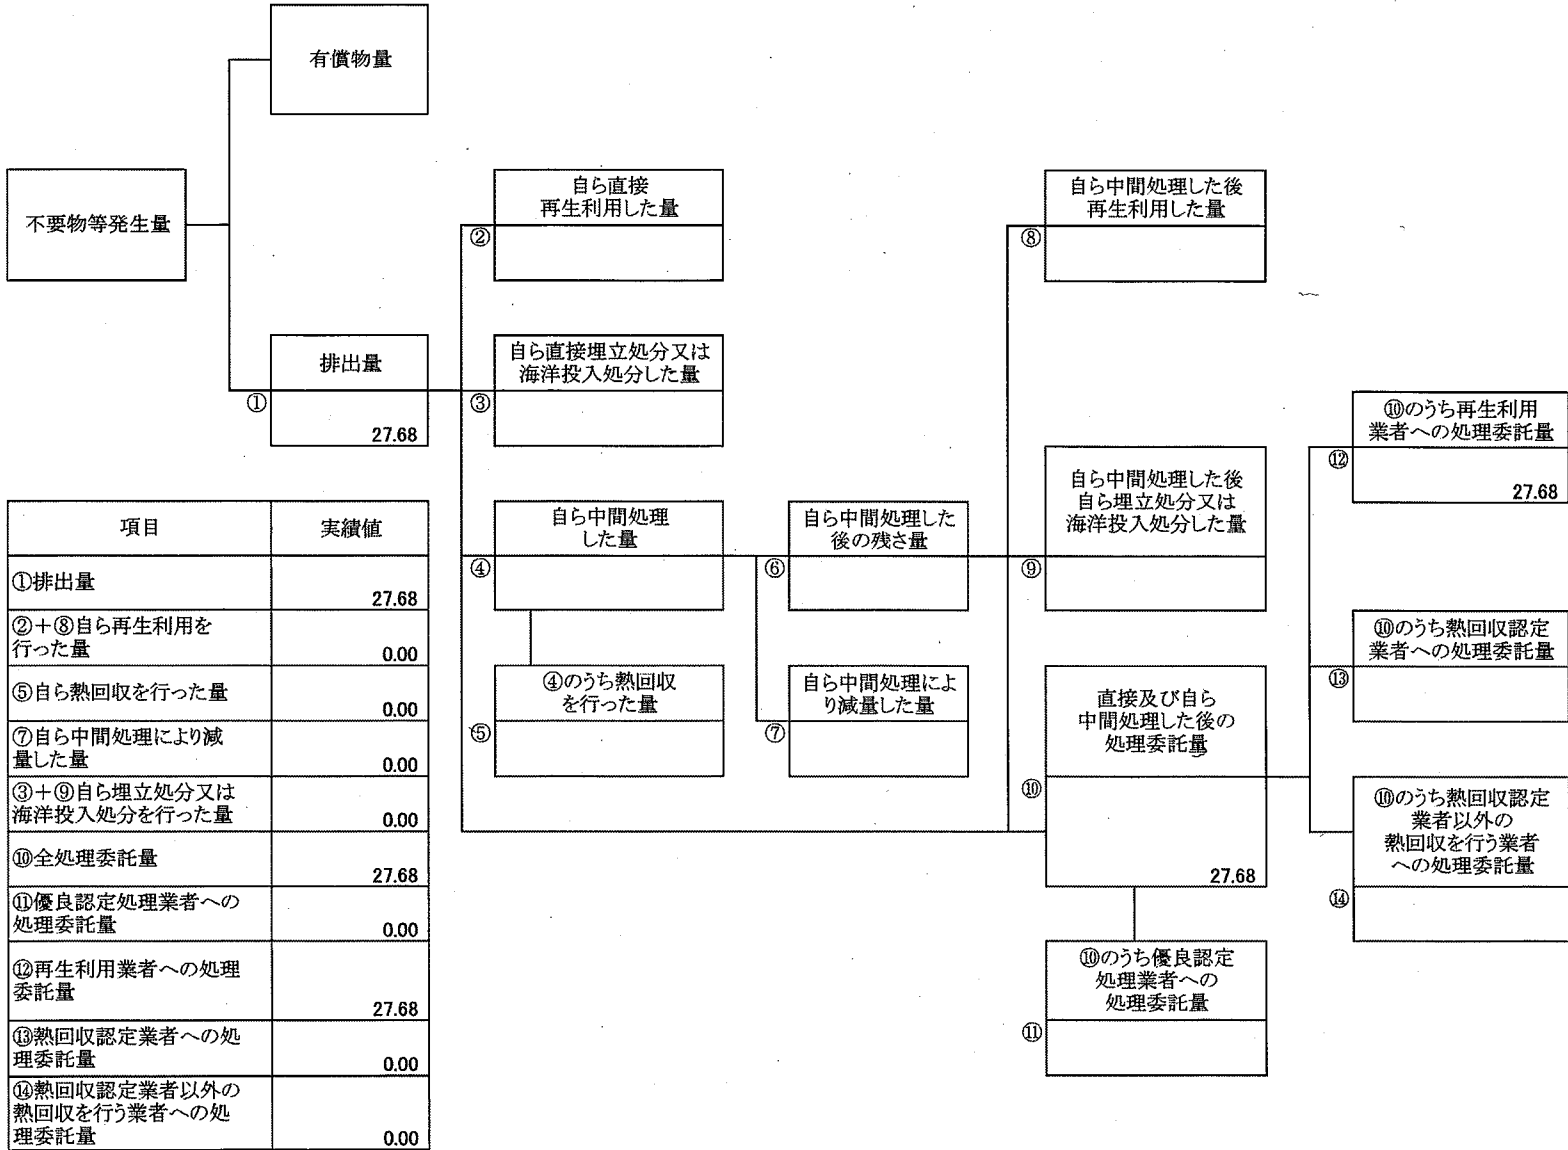 有償物量
不要物等発生量
自ら直接
再生利用した量
②
自ら中間処理した後
再生利用した量
⑧
排出量
①
27.68
自ら直接埋立処分又は
海洋投入処分した量
③
⑩のうち再生利用
業者への処理委託量
⑫
27.68
自ら中間処理
した量
④
自ら中間処理した
後の残さ量
⑥
自ら中間処理した後
自ら埋立処分又は
海洋投入処分した量
⑨
⑩のうち熱回収認定
業者への処理委託量
⑬
④のうち熱回収
を行った量
⑤
自ら中間処理によ
り減量した量
⑦
直接及び自ら
中間処理した後の
処理委託量
⑩
27.68
⑩のうち熱回収認定
業者以外の
熱回収を行う業者
への処理委託量
⑭
⑩のうち優良認定
処理業者への
処理委託量
⑪
項目 実績値
①排出量
27.68
②+⑧自ら再生利用を
行った量
0.00
⑤自ら熱回収を行った量
0.00
⑦自ら中間処理により減
量した量
0.00
③+⑨自ら埋立処分又は
海洋投入処分を行った量
0.00
⑩全処理委託量
27.68
⑪優良認定処理業者への
処理委託量
0.00
⑫再生利用業者への処理
委託量
27.68
⑬熱回収認定業者への処
理委託量
0.00
⑭熱回収認定業者以外の
熱回収を行う業者への処
理委託量
0.00